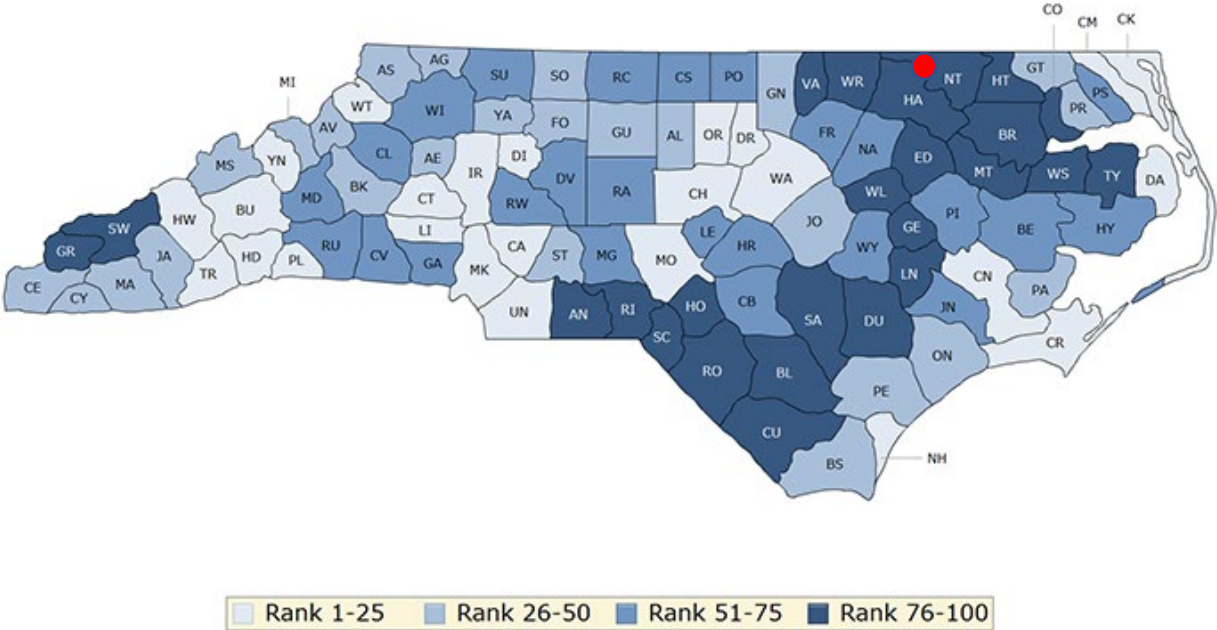 CO
CM
CK
AS
AG
SU
SO
RC
CS
PO
GN
VA
WR
HA
NT
HT
GT
PS
PR
MI
WT
WI
YA
FO
GU
AL
OR
DR
FR
NA
BR
AV
MS
YN
CL
AE
IR
DI
DV
RA
CH
WA
ED
MT
WS
TY
DA
MD
BK
CT
RW
WL
PI
HW
BU
LI
JO
GE
BE
HY
SW
GR
RU
CV
GA
MK
CA
ST
MG
MO
LE
HR
WY
LN
CN
JA
TR
HD
PL
CE
CY
MA
UN
AN
RI
HO
CB
SA
DU
JN
PA
SC
CR
RO
BL
ON
PE
CU
BS
NH
Rank 1-25 Rank 26-50 Rank 51-75 Rank 76-100